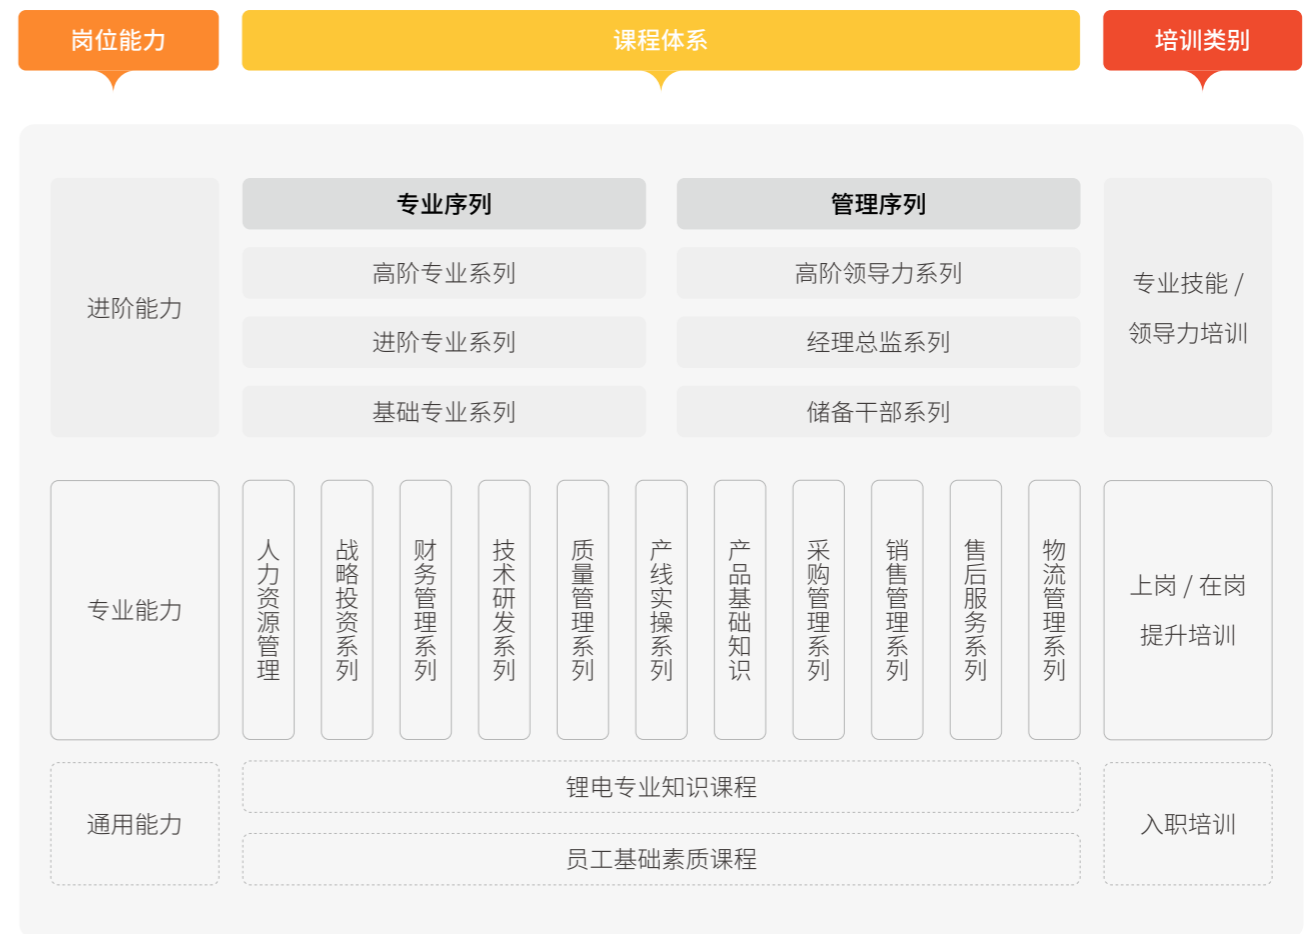 岗位能力
课程体系
培训类别
进阶能力
专业序列
高阶专业系列
进阶专业系列
基础专业系列
管理序列
高阶领导力系列
经理总监系列
储备干部系列
专业技能 /
领导力培训
专业能力
人力资源管理
战略投资系列
财务管理系列
技术研发系列
质量管理系列
产线实操系列
产品基础知识
采购管理系列
销售管理系列
售后服务系列
物流管理系列
上岗 / 在岗
提升培训
通用能力
锂电专业知识课程
员工基础素质课程
入职培训